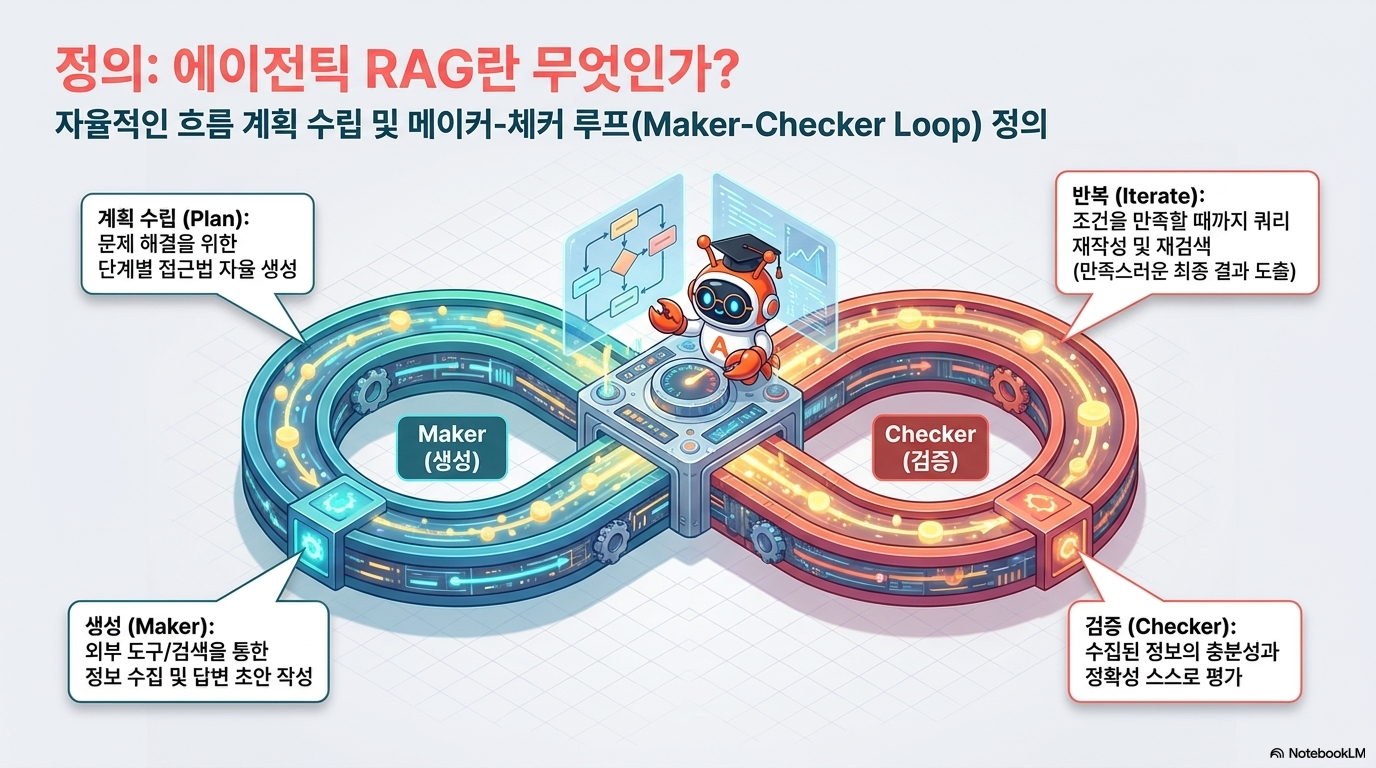 정의: 에이전틱 RAG란 무엇인가?
자율적인 흐름 계획 수립 및 메이커-체커 루프(Maker-Checker Loop) 정의
계획 수립 (Plan):
문제 해결을 위한
단계별 접근법 자율 생성
반복 (Iterate):
조건을 만족할 때까지 쿼리
재작성 및 재검색
(만족스러운 최종 결과 도출)
A
Maker
(생성)
Checker
(검증)
생성 (Maker):
외부 도구/검색을 통한
정보 수집 및 답변 초안 작성
검증 (Checker):
수집된 정보의 충분성과
정확성 스스로 평가
NotebookLM